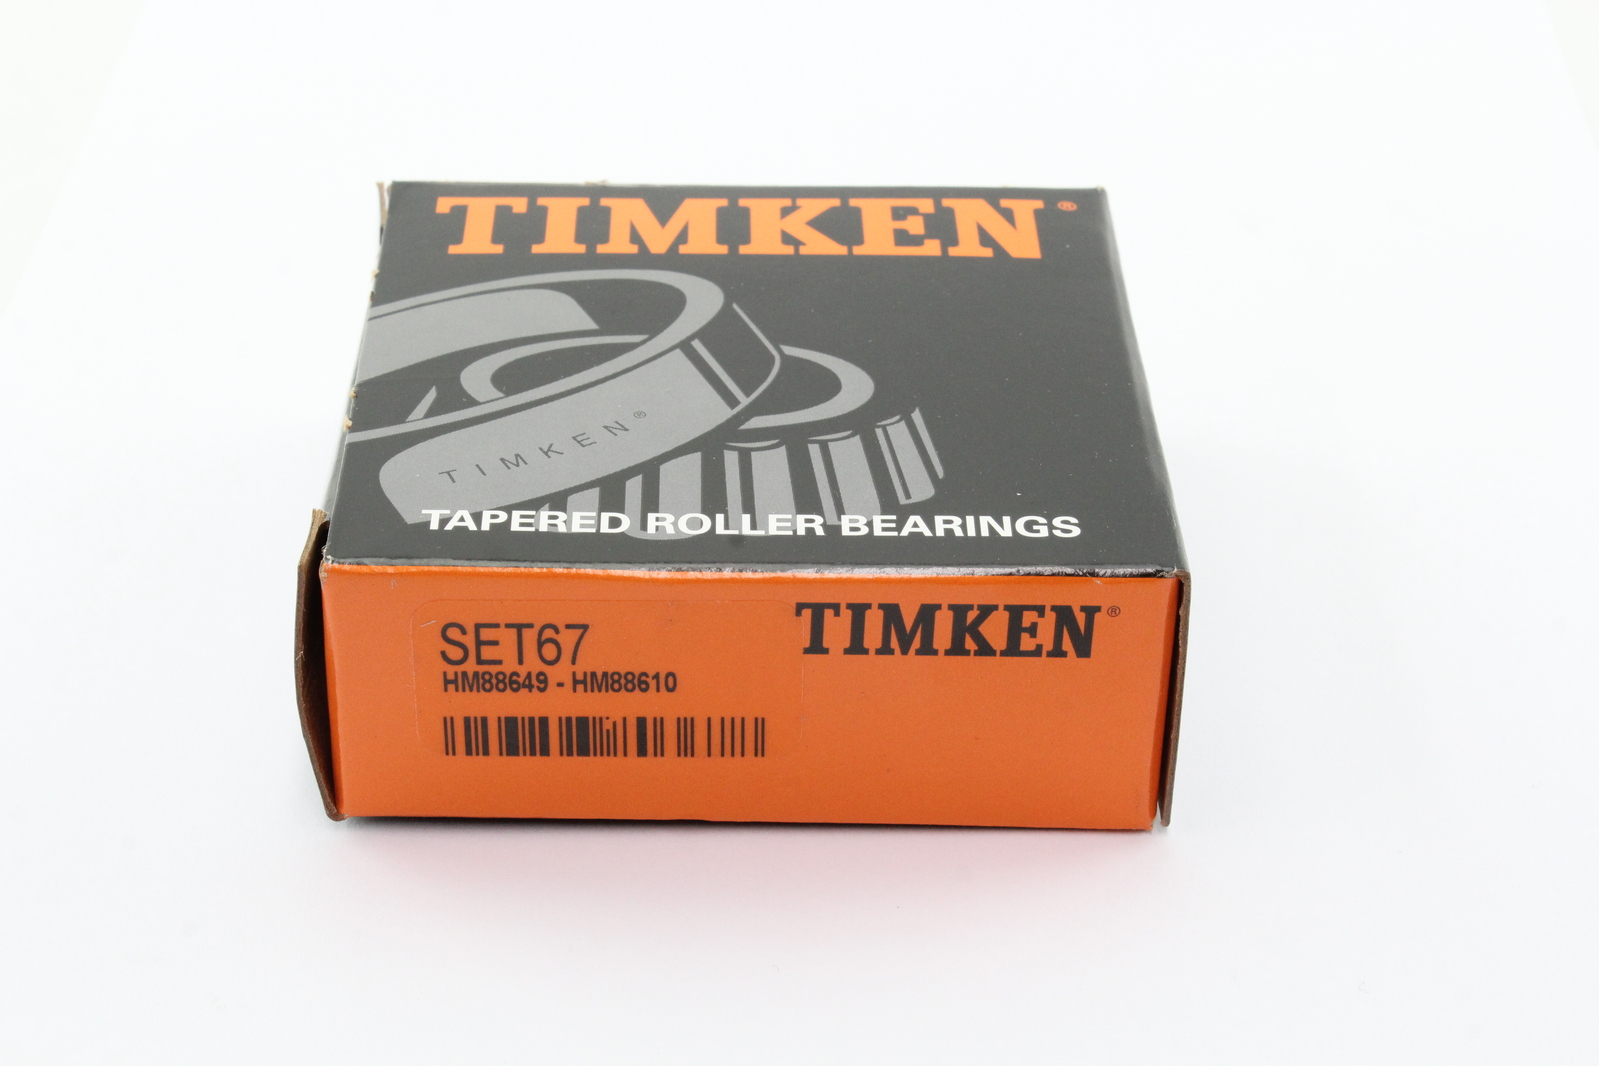 TIMKEN®
TIMKEN®
TAPERED ROLLER BEARINGS
TIMKEN®
SET67
HM88649 - HM88610